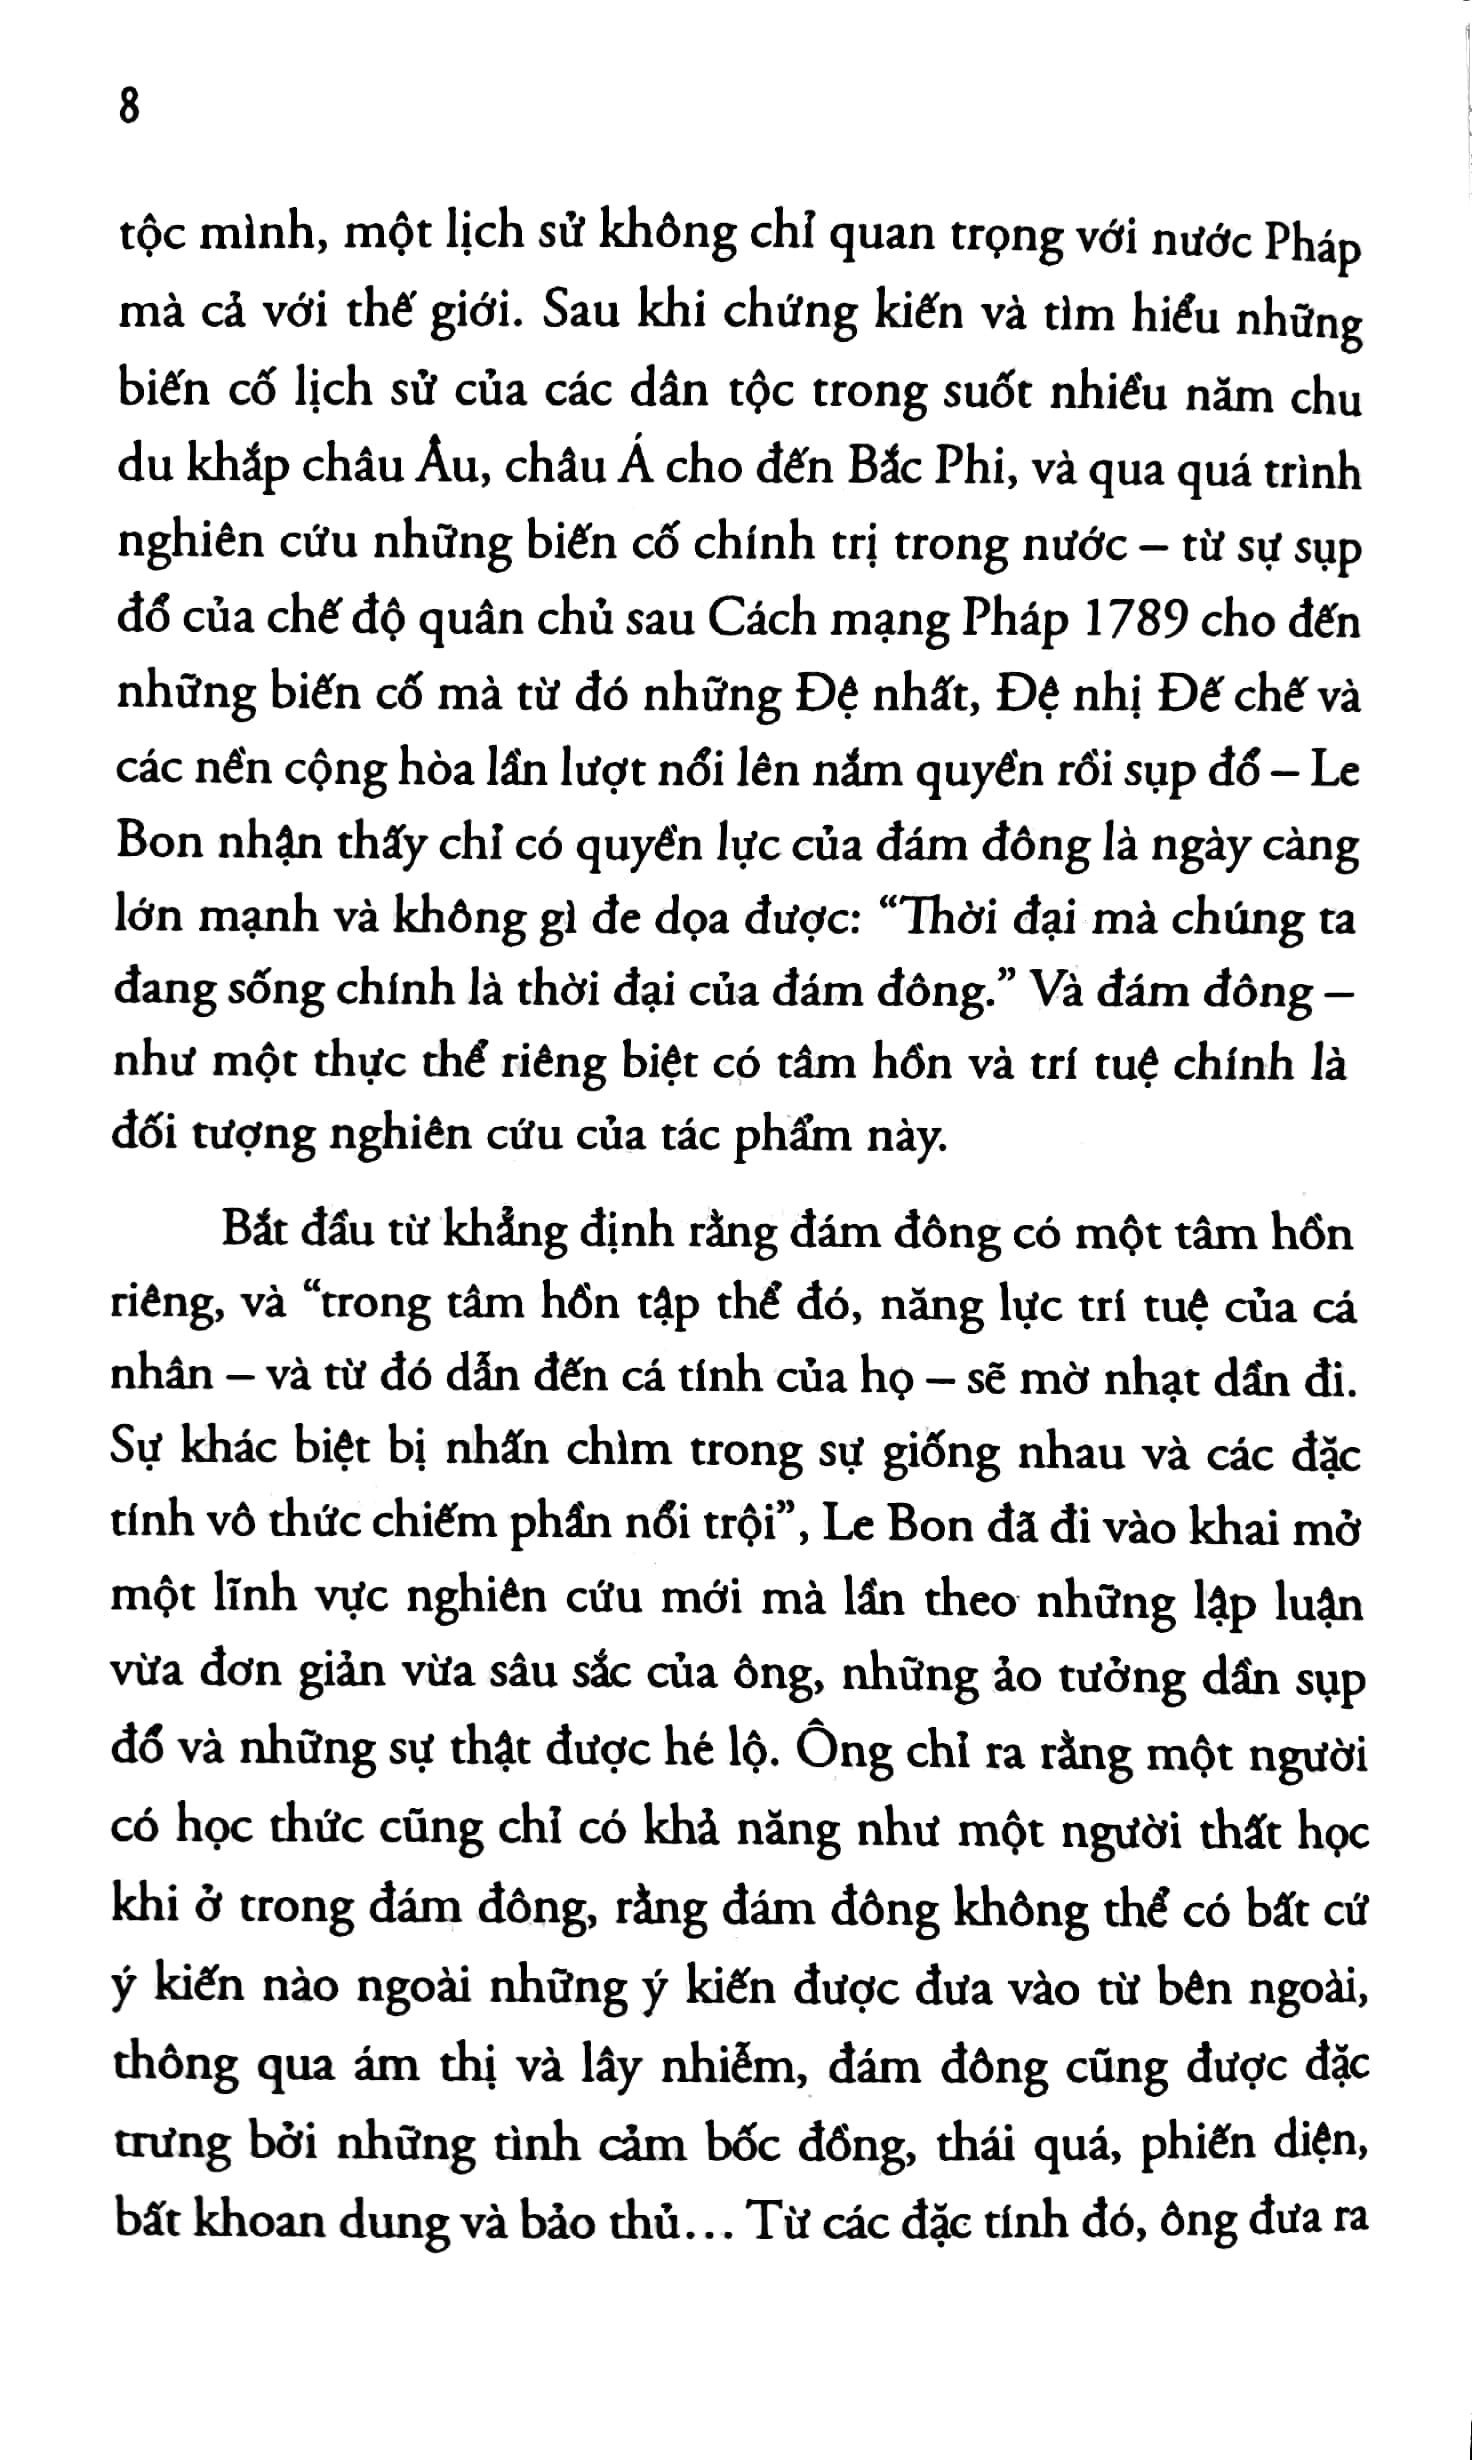 8
tộc mình, một lịch sử không chỉ quan trọng với nước Pháp
mà cả với thế giới. Sau khi chứng kiến và tìm hiểu những
biến cố lịch sử của các dân tộc trong suốt nhiều năm chu
du khắp châu Âu, châu Á cho đến Bắc Phi, và qua quá trình
nghiên cứu những biến cố chính trị trong nước – từ sự sụp
đổ của chế độ quân chủ sau Cách mạng Pháp 1789 cho đến
những biến cố mà từ đó những Đệ nhất, Đệ nhị Đế chế và
các nền cộng hòa lần lượt nổi lên nắm quyền rồi sụp đổ – Le
Bon nhận thấy chỉ có quyền lực của đám đông là ngày càng
lớn mạnh và không gì đe dọa được: “Thời đại mà chúng ta
đang sống chính là thời đại của đám đông.” Và đám đông –
như một thực thể riêng biệt có tâm hồn và trí tuệ chính là
đối tượng nghiên cứu của tác phẩm này.
Bắt đầu từ khẳng định rằng đám đông có một tâm hồn
riêng, và “trong tâm hồn tập thể đó, năng lực trí tuệ của cá
nhân – và từ đó dẫn đến cá tính của họ – sẽ mờ nhạt dần đi.
Sự khác biệt bị nhấn chìm trong sự giống nhau và các đặc
tính vô thức chiếm phần nổi trội”, Le Bon đã đi vào khai mở
một lĩnh vực nghiên cứu mới mà lần theo những lập luận
vừa đơn giản vừa sâu sắc của ông, những ảo tưởng dần sụp
đổ và những sự thật được hé lộ. Ông chỉ ra rằng một người
có học thức cũng chỉ có khả năng như một người thất học
khi ở trong đám đông, rằng đám đông không thể có bất cứ
ý kiến nào ngoài những ý kiến được đưa vào từ bên ngoài,
thông qua ám thị và lây nhiễm, đám đông cũng được đặc
trưng bởi những tình cảm bốc đồng, thái quá, phiến diện,
bất khoan dung và bảo thủ... Từ các đặc tính đó, ông đưa ra